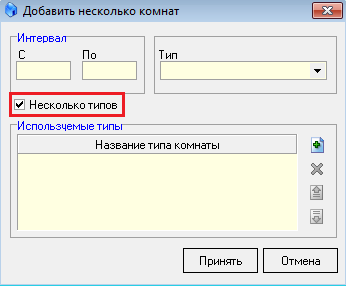 Добавить несколько комнат
Интервал
С По Тип
Несколько типов
Используемые типы
Название типа комнаты
Принять Отмена